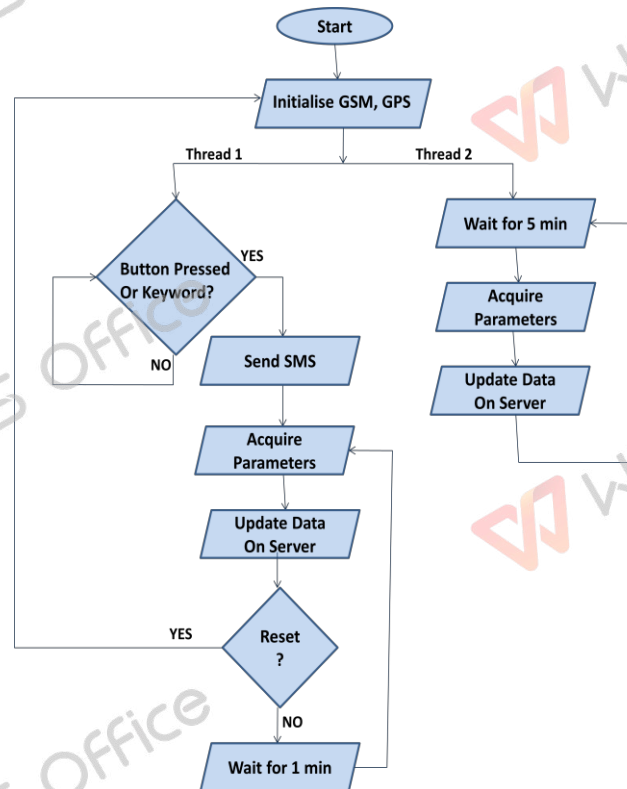 Start
Initialise GSM, GPS
Thread 1
Thread 2
Button Pressed
Or Keyword?
YES
NO
Send SMS
Acquire
Parameters
Update Data
On Server
Reset
?
YES
NO
Wait for 1 min
Wait for 5 min
Acquire
Parameters
Update Data
On Server
Office
Office